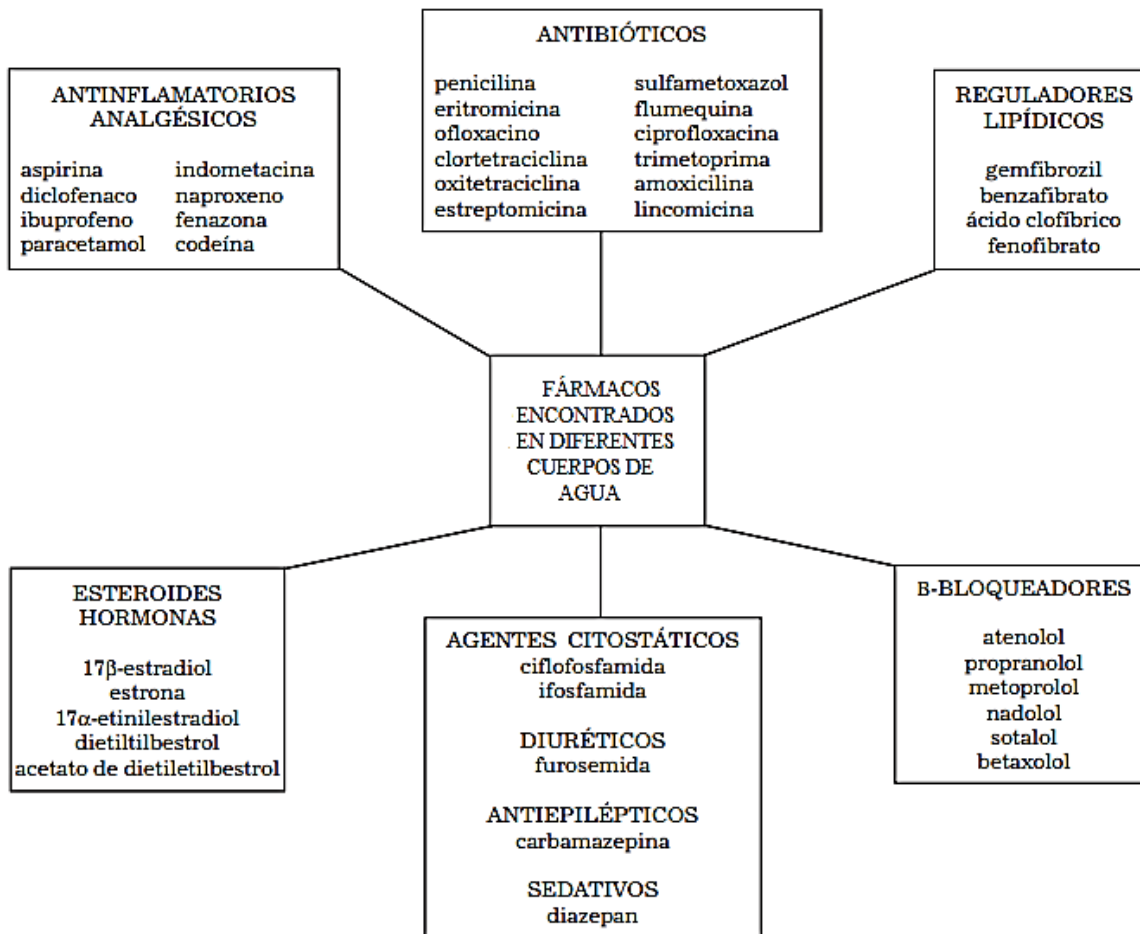 ANTINFLAMATORIOS
ANALGÉSICOS
aspirina indometacina
diclofenaco naproxeno
ibuprofeno fenazona
paracetamol codeína
ANTIBIÓTICOS
penicilina sulfametoxazol
eritromicina flumequina
ofloxacino ciprofloxacina
clortetraciclina trimetoprima
oxitetraciclina amoxicilina
estreptomicina lincomicina
REGULADORES
LIPÍDICOS
gemfibrozil
benzafibrato
ácido clofíbrico
fenofibrato
FÁRMACOS
ENCONTRADOS
EN DIFERENTES
CUERPOS DE
AGUA
ESTEROIDES
HORMONAS
17β-estradiol
estrona
17α-etinilestradiol
dietiltilbestrol
acetato de dietiletilbestrol
AGENTES CITOSTÁTICOS
ciflofosfamida
ifosfamida
DIURÉTICOS
furosemida
ANTIEPILÉPTICOS
carbamazepina
SEDATIVOS
diazepan
B-BLOQUEADORES
atenolol
propranolol
metoprolol
nadolol
sotalol
betaxolol